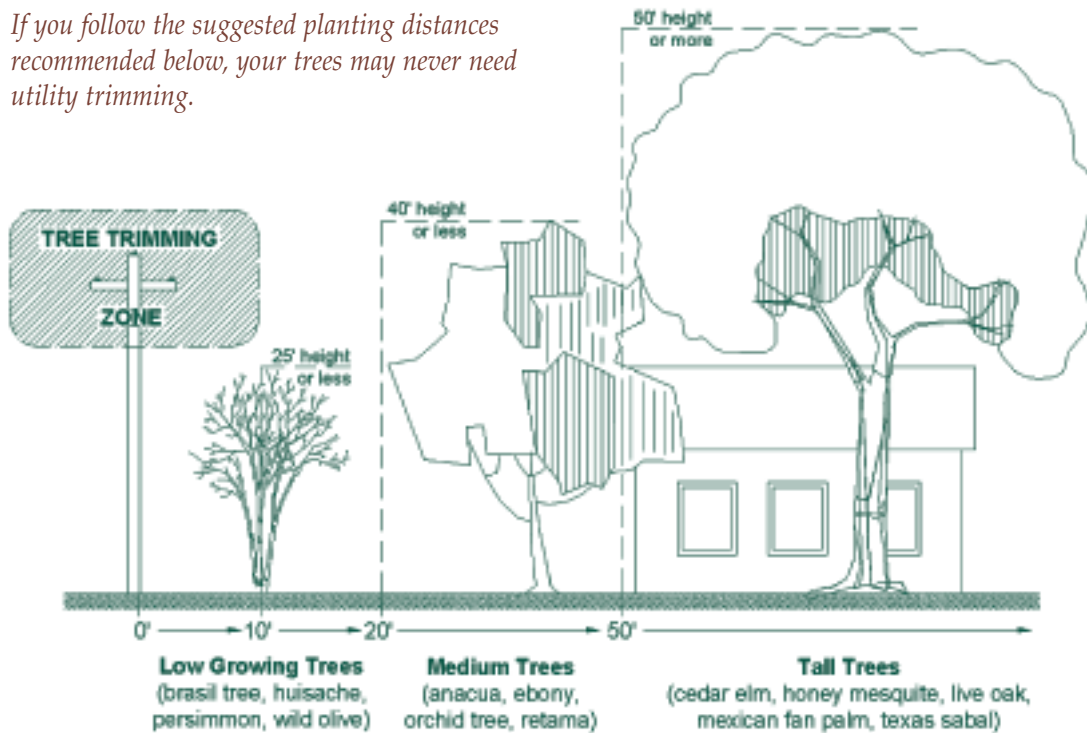 If you follow the suggested planting distances
recommended below, your trees may never need
utility trimming.
50' height
or more
40' height
or less
TREE TRIMMING
ZONE
25' height
or less
0' 10' 20' 50'
Low Growing Trees
(brasil tree, huisache,
persimmon, wild olive)
Medium Trees
(anacua, ebony,
orchid tree, retama)
Tall Trees
(cedar elm, honey mesquite, live oak,
mexican fan palm, texas sabal)